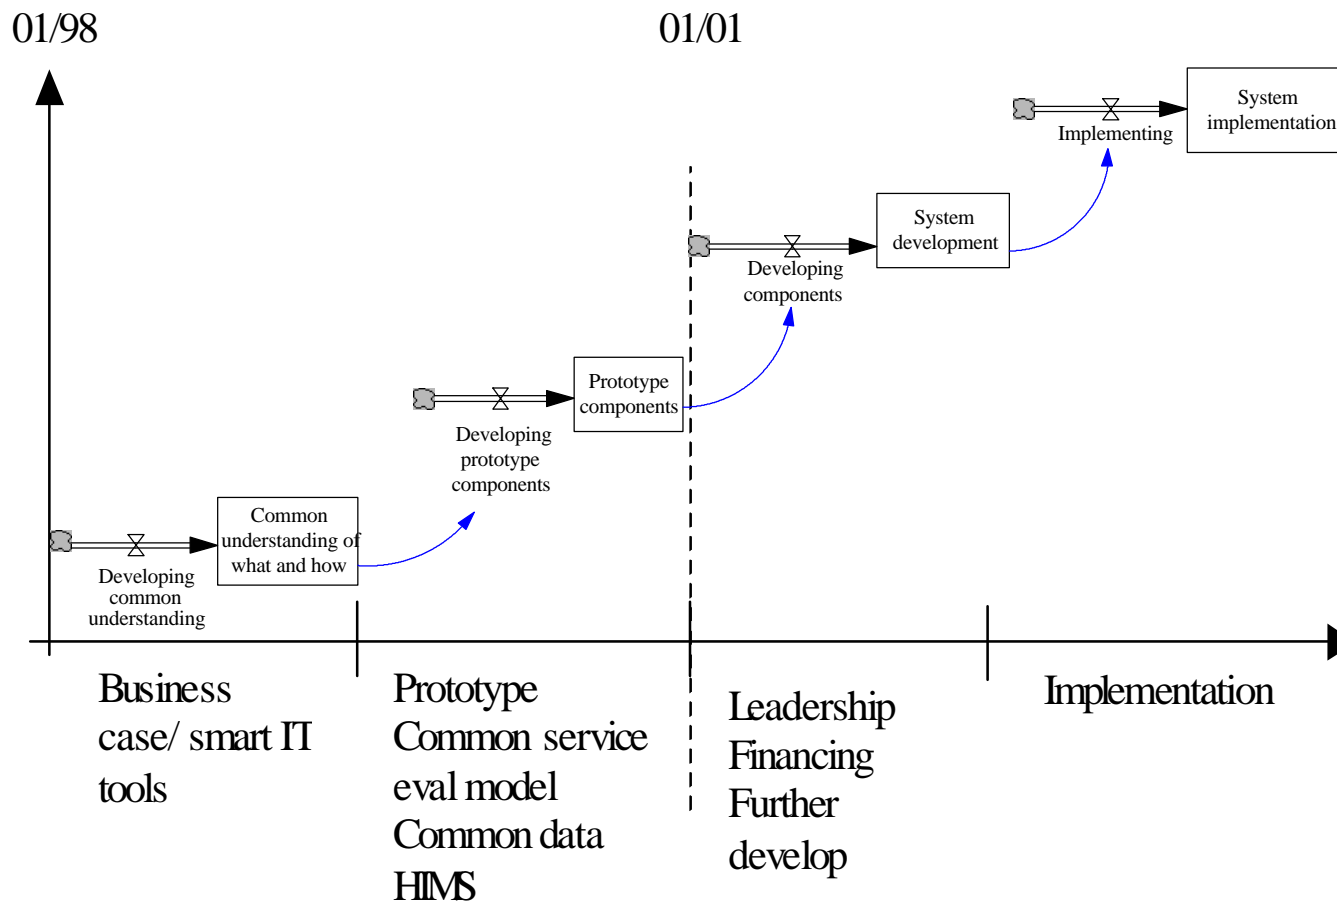 01/98
01/01
System
implementation
Implementing
System
development
Developing
components
Prototype
components
Developing
prototype
components
Common
understanding of
what and how
Developing
common
understanding
Business
case/ smart IT
tools
Prototype
Common service
eval model
Common data
HIMS
Leadership
Financing
Further
develop
Implementation